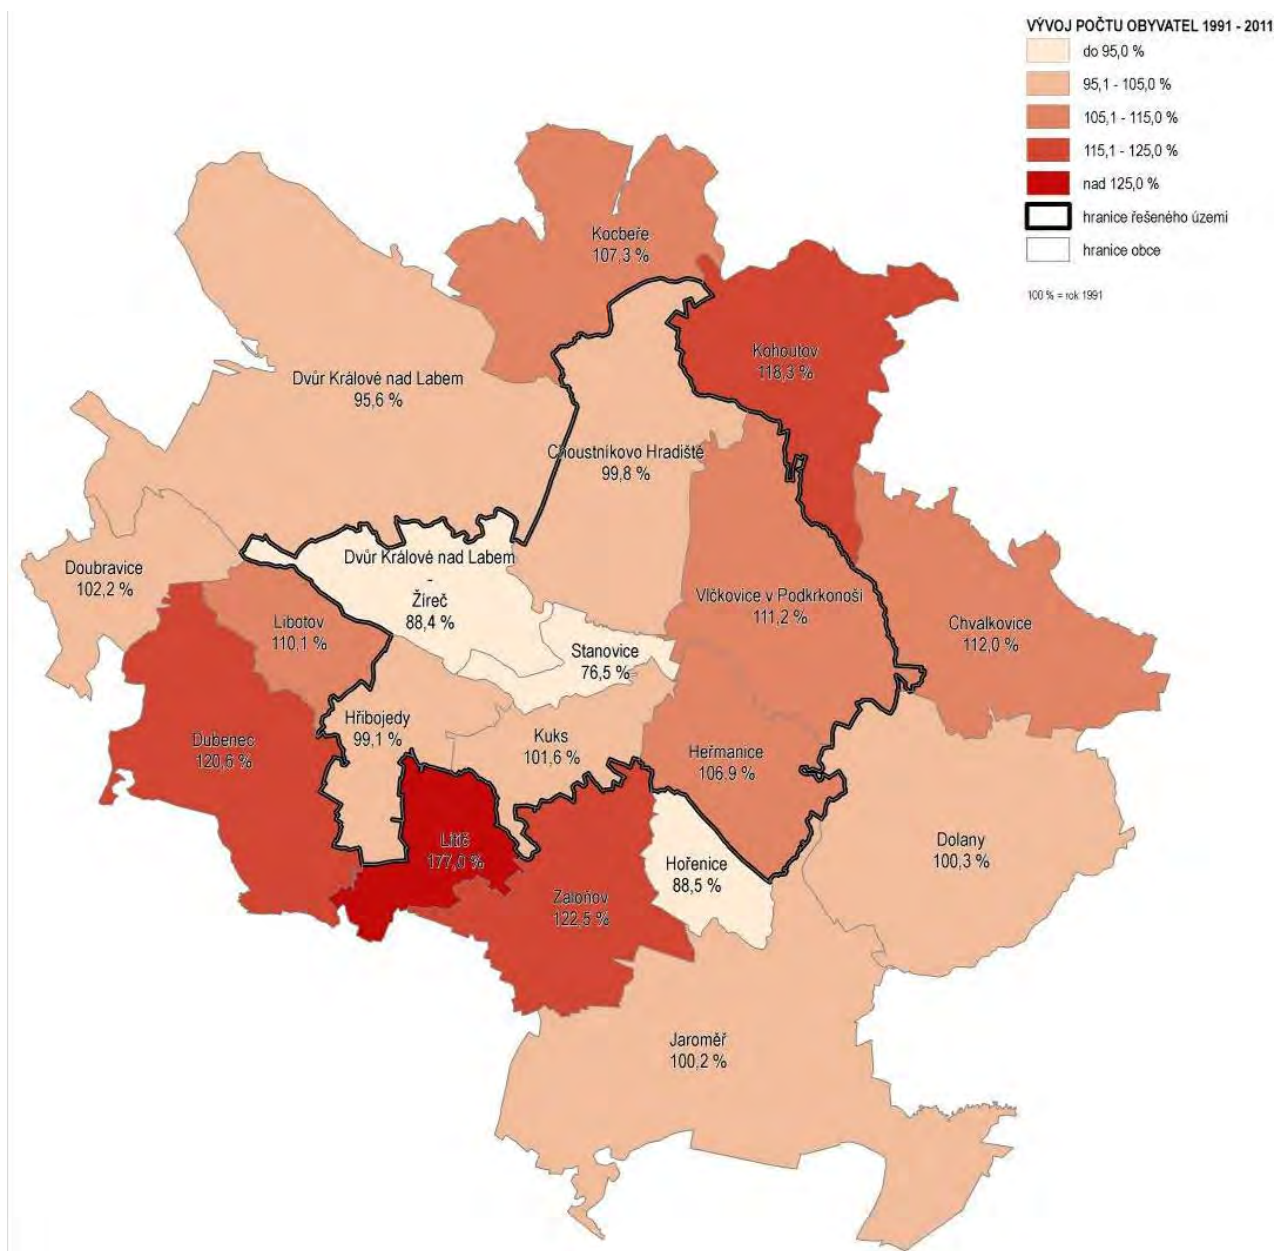 VÝVOJ POČTU OBYVATEL 1991 - 2011
do 95,0 %
95,1 - 105,0 %
105,1 - 115,0 %
115,1 - 125,0 %
nad 125,0 %
hranice řešeného území
hranice obce
100 % = rok 1991
Kocbeře
107,3 %
Kohoutov
118,3 %
Dvůr Králové nad Labem
95,6 %
Choustníkovo Hradiště
99,8 %
Doubravice
102,2 %
Dvůr Králové nad Labem
-
Žireč
88,4 %
Vlčkovice v Podkrkonoší
111,2 %
Libotov
110,1 %
Chvalkovice
112,0 %
Stanovice
76,5 %
Hřibojedy
99,1 %
Kuks
101,6 %
Dubenec
120,6 %
Heřmanice
106,9 %
Litíč
177,0 %
Dolany
100,3 %
Hořenice
88,5 %
Zaloňov
122,5 %
Jaroměř
100,2 %